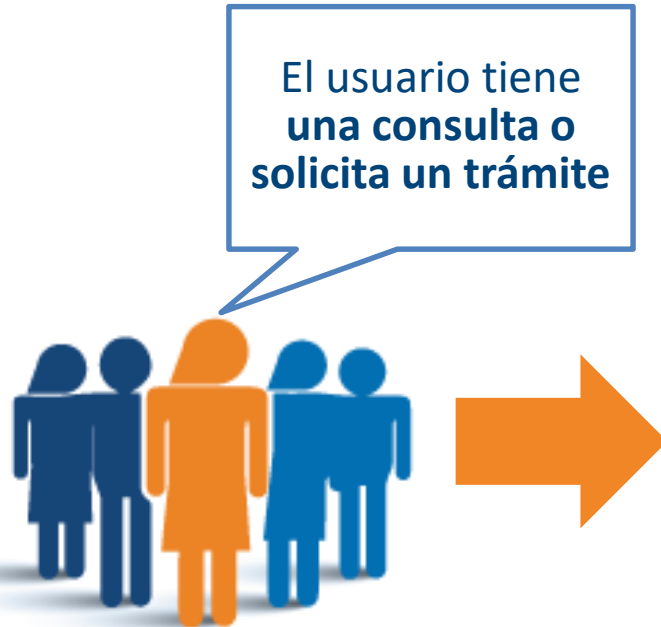 El usuario tiene
una consulta o
solicita un trámite